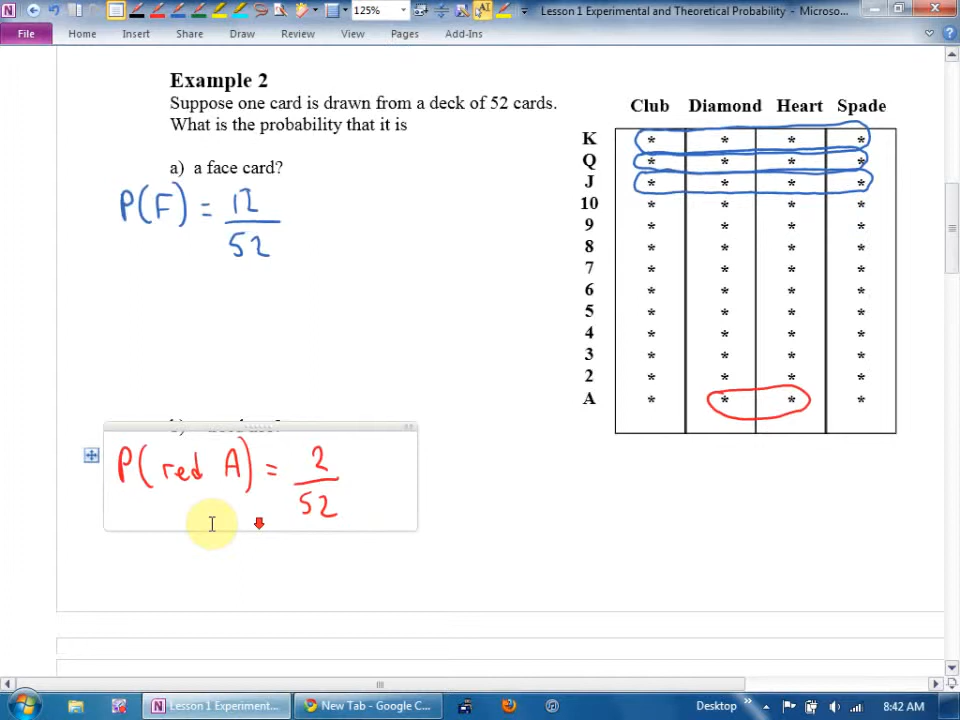 125%
Lesson 1 Experimental and Theoretical Probability - Microso...
File Home Insert Share Draw Review View Pages Add-Ins
Example 2
Suppose one card is drawn from a deck of 52 cards.
What is the probability that it is
a) a face card?
P(F) = 12
52
Club Diamond Heart Spade
K * * * *
Q * * * *
J * * * *
10 * * * *
9 * * * *
8 * * * *
7 * * * *
6 * * * *
5 * * * *
4 * * * *
3 * * * *
2 * * * *
A * * * *
P(red A) = 2
52
Lesson 1 Experiment...
New Tab - Google C...
Desktop
8:42 AM